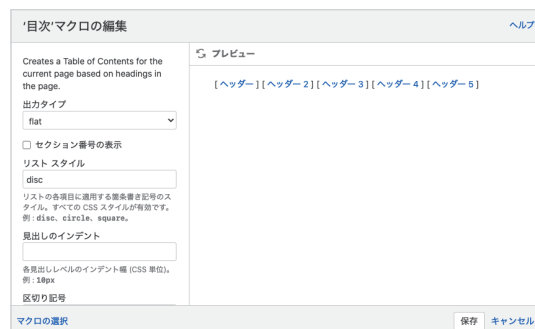 '目次'マクロの編集
ヘルプ
Creates a Table of Contents for the
current page based on headings in
the page.
出力タイプ
flat
セクション番号の表示
リスト スタイル
disc
リストの各項目に適用する箇条書き記号のス
タイル。すべての CSS スタイルが有効です。
例 : disc、circle、square。
見出しのインデント
各見出しレベルのインデント幅 (CSS 単位)。
例 : 10px
区切り記号
プレビュー
[ ヘッダー ] [ ヘッダー 2 ] [ ヘッダー 3 ] [ ヘッダー 4 ] [ ヘッダー 5 ]
マクロの選択
保存 キャンセル